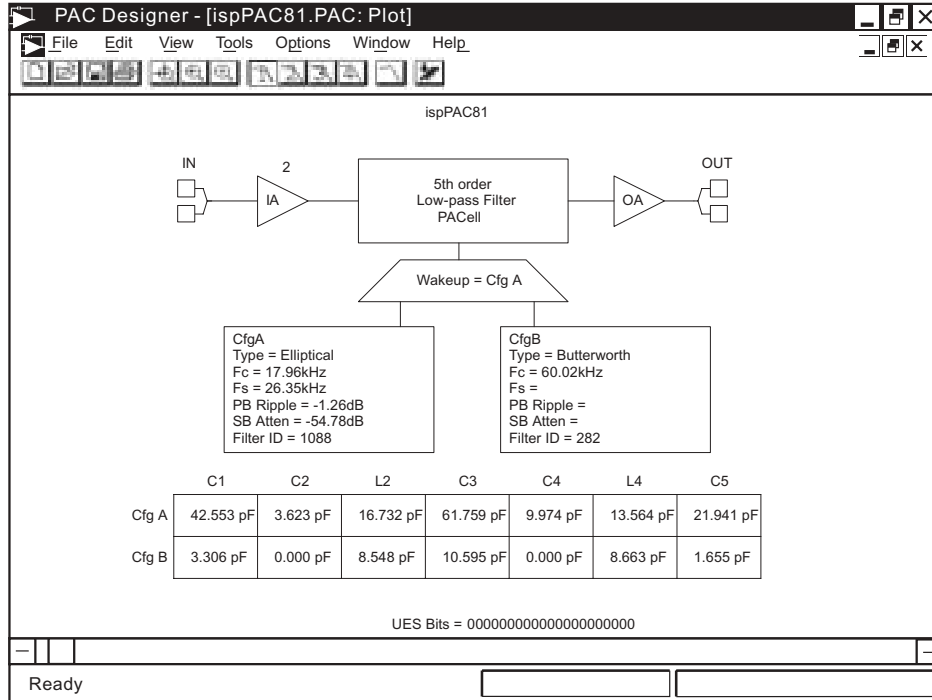 PAC Designer - [ispPAC81.PAC: Plot]
File Edit View Tools Options Window Help
ispPAC81
IN
2
OUT
IA
5th order
Low-pass Filter
PACell
OA
Wakeup = Cfg A
CfgA
Type = Elliptical
Fc = 17.96kHz
Fs = 26.35kHz
PB Ripple = -1.26dB
SB Atten = -54.78dB
Filter ID = 1088
CfgB
Type = Butterworth
Fc = 60.02kHz
Fs =
PB Ripple =
SB Atten =
Filter ID = 282
C1 C2 L2 C3 C4 L4 C5
Cfg A 42.553 pF 3.623 pF 16.732 pF 61.759 pF 9.974 pF 13.564 pF 21.941 pF
Cfg B 3.306 pF 0.000 pF 8.548 pF 10.595 pF 0.000 pF 8.663 pF 1.655 pF
UES Bits = 000000000000000000000
Ready